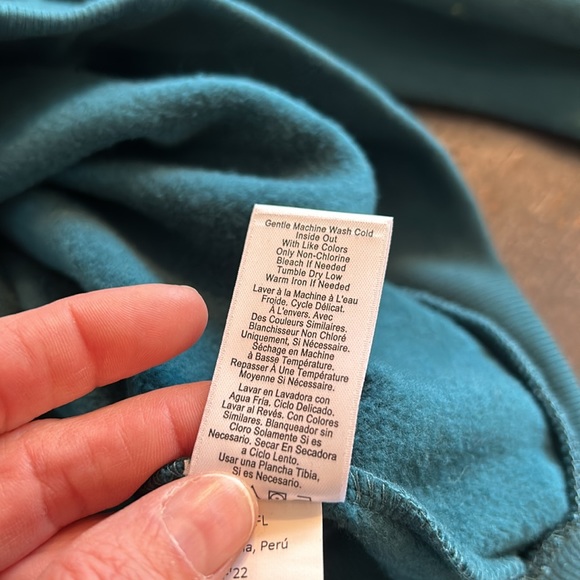 Gentle Machine Wash Cold
Inside Out
With Like Colors
Only Non-Chlorine
Bleach If Needed
Tumble Dry Low
Warm Iron If Needed
Laver à la Machine à L'eau
Froide. Cycle Délicat.
À L'envers, Avec
Des Couleurs Similaires.
Blanchisseur Non Chloré
Uniquement, Si Nécessaire.
Séchage en Machine
à Basse Température.
Repasser À Une Température
Moyenne Si Nécessaire.
Lavar en Lavadora con
Agua Fría. Ciclo Delicado.
Lavar al Revés. Con Colores
Similares. Blanqueador sin
Cloro Solamente Si es
Necesario. Secar En Secadora
a Ciclo Lento.
Usar una Plancha Tibia,
Si es Necesario.
FL
Perú
'22